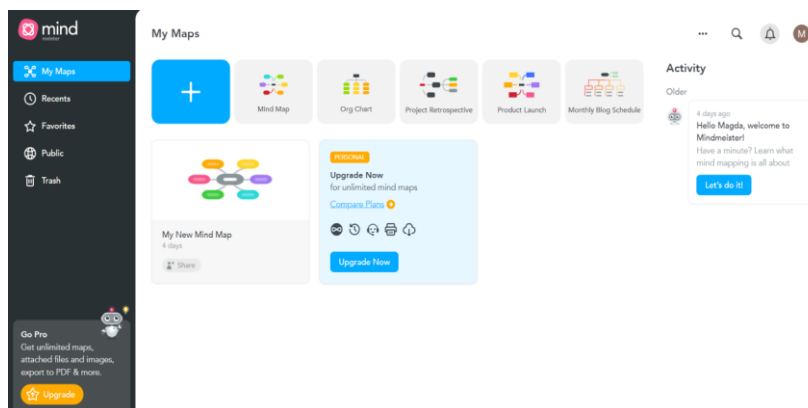 mind
meister
My Maps
Recents
Favorites
Public
Trash
Go Pro
Get unlimited maps,
attached files and images,
export to PDF & more.
Upgrade
My Maps
Mind Map
Org Chart
Project Retrospective
Product Launch
Monthly Blog Schedule
My New Mind Map
4 days
Share
PERSONAL
Upgrade Now
for unlimited mind maps
Compare Plans
Upgrade Now
M
Activity
Older
4 days ago
Hello Magda, welcome to
Mindmeister!
Have a minute? Learn what
mind mapping is all about
Let's do it!